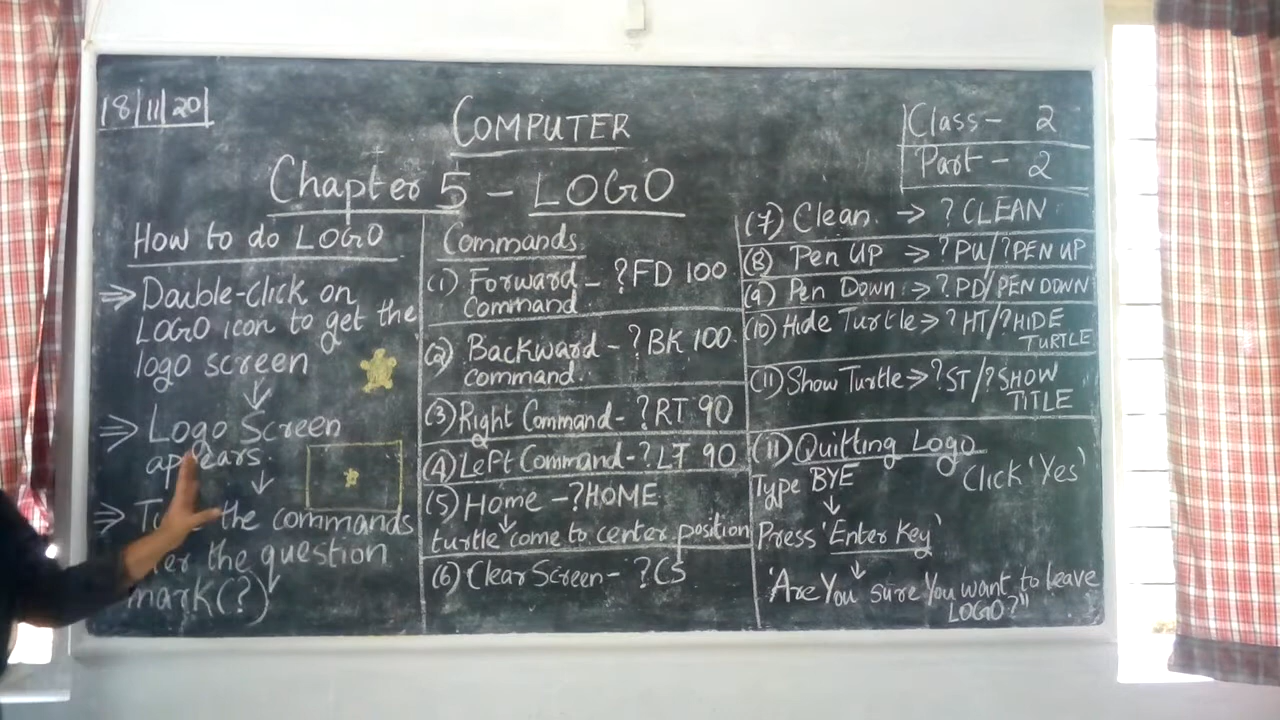 18/11/20
COMPUTER
Class - 2
Part - 2
Chapter 5 - LOGO
How to do LOGO
⇒ Double-click on
LOGO icon to get the
logo screen
↓
⇒ Logo Screen
appears.
↓
⇒ the commands
the question
mark(?)
Commands
(1) Forward - ?FD 100
Command
(2) Backward - ?BK 100
command.
(3) Right Command - ?RT 90
(4) Left Command - ?LT 90
(5) Home - ?HOME
↓
turtle come to center position
(6) Clear Screen - ?CS
(7) Clean. → ? CLEAN
(8) Pen UP → ?PU/?PEN UP
(9) Pen Down → ?PD/PEN DOWN
(10) Hide Turtle → ?HT/?HIDE
TURTLE
(11) Show Turtle → ?ST/?SHOW
TITLE
(11) Quitting Logo
Type BYE
Click 'Yes'
↓
Press 'Enter Key'
↓
'Are You sure You want to leave
LOGO?"